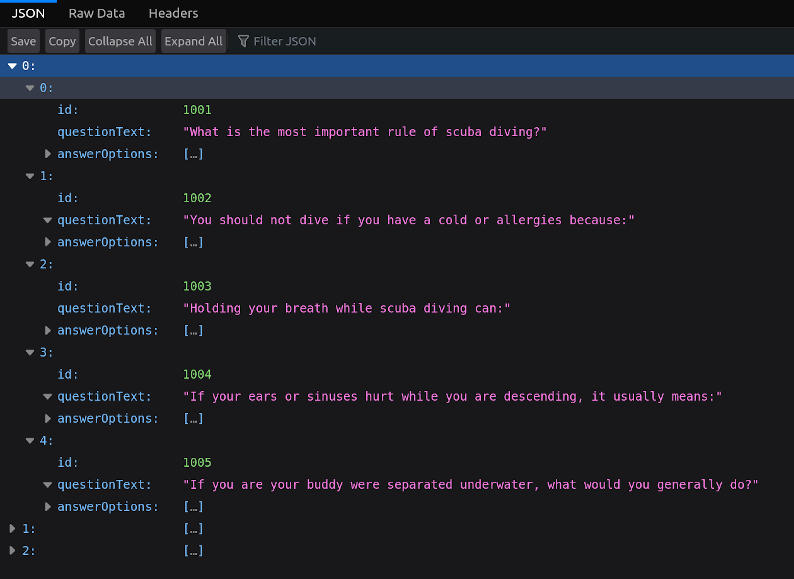 JSON Raw Data Headers
Save Copy Collapse All Expand All Filter JSON
0:
0:
id: 1001
questionText: "What is the most important rule of scuba diving?"
answerOptions: […]
1:
id: 1002
questionText: "You should not dive if you have a cold or allergies because:"
answerOptions: […]
2:
id: 1003
questionText: "Holding your breath while scuba diving can:"
answerOptions: […]
3:
id: 1004
questionText: "If your ears or sinuses hurt while you are descending, it usually means:"
answerOptions: […]
4:
id: 1005
questionText: "If you are your buddy were separated underwater, what would you generally do?"
answerOptions: […]
1: […]
2: […]